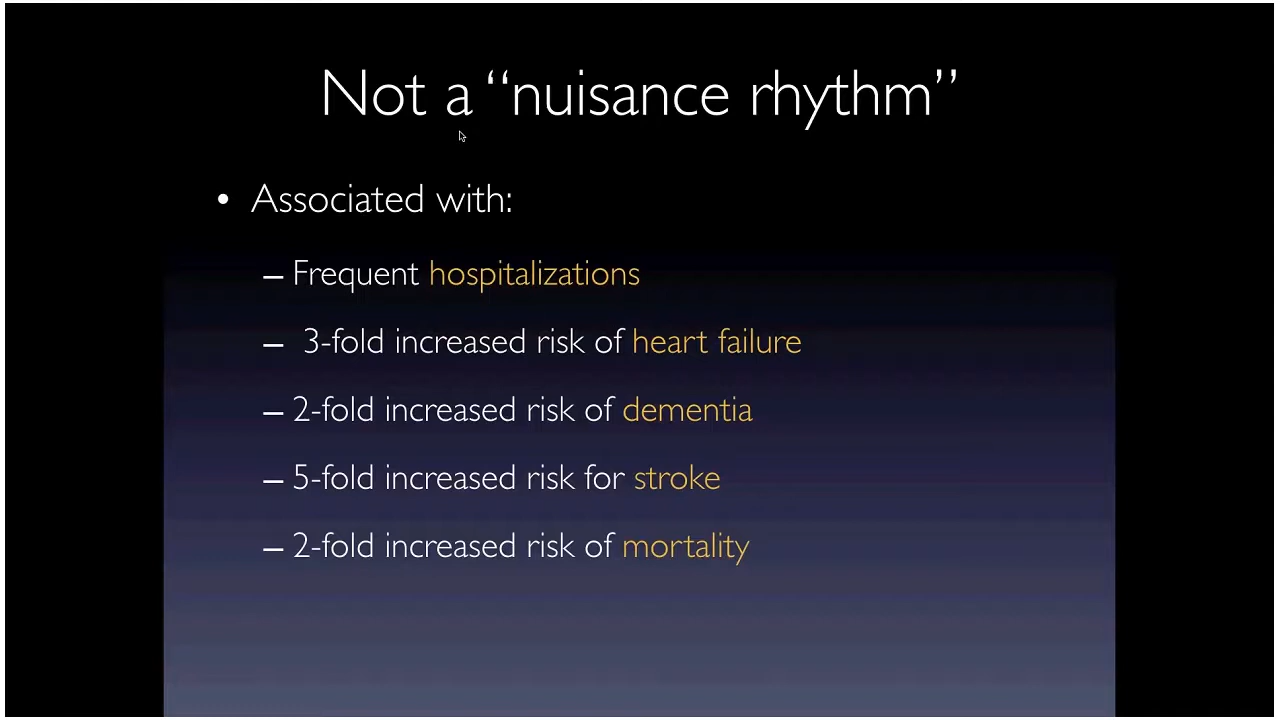 Not a “nuisance rhythm”
• Associated with:
– Frequent hospitalizations
– 3-fold increased risk of heart failure
– 2-fold increased risk of dementia
– 5-fold increased risk for stroke
– 2-fold increased risk of mortality